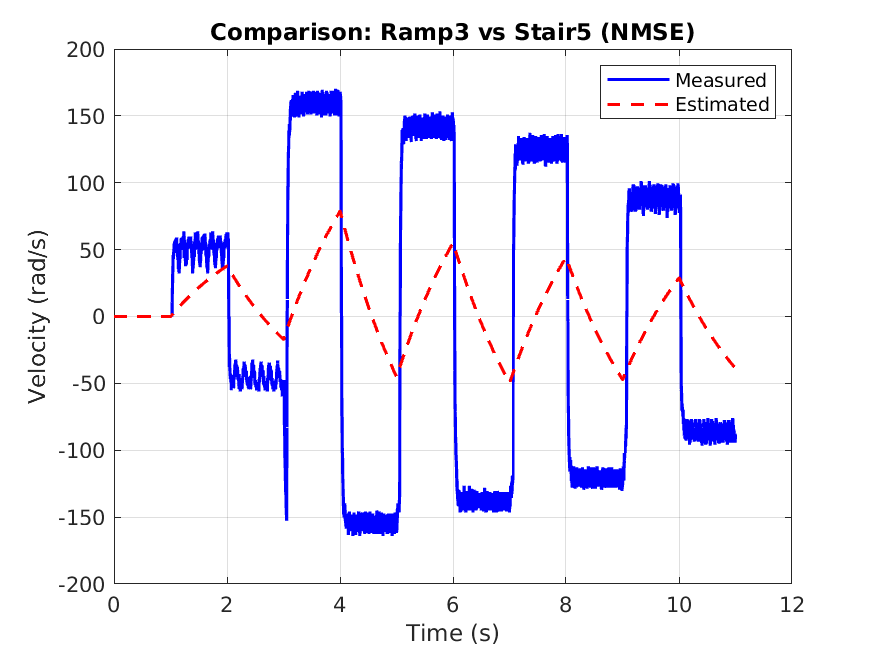 Comparison: Ramp3 vs Stair5 (NMSE)
Measured
Estimated
Velocity (rad/s)
200
150
100
50
0
-50
-100
-150
-200
0 2 4 6 8 10 12
Time (s)